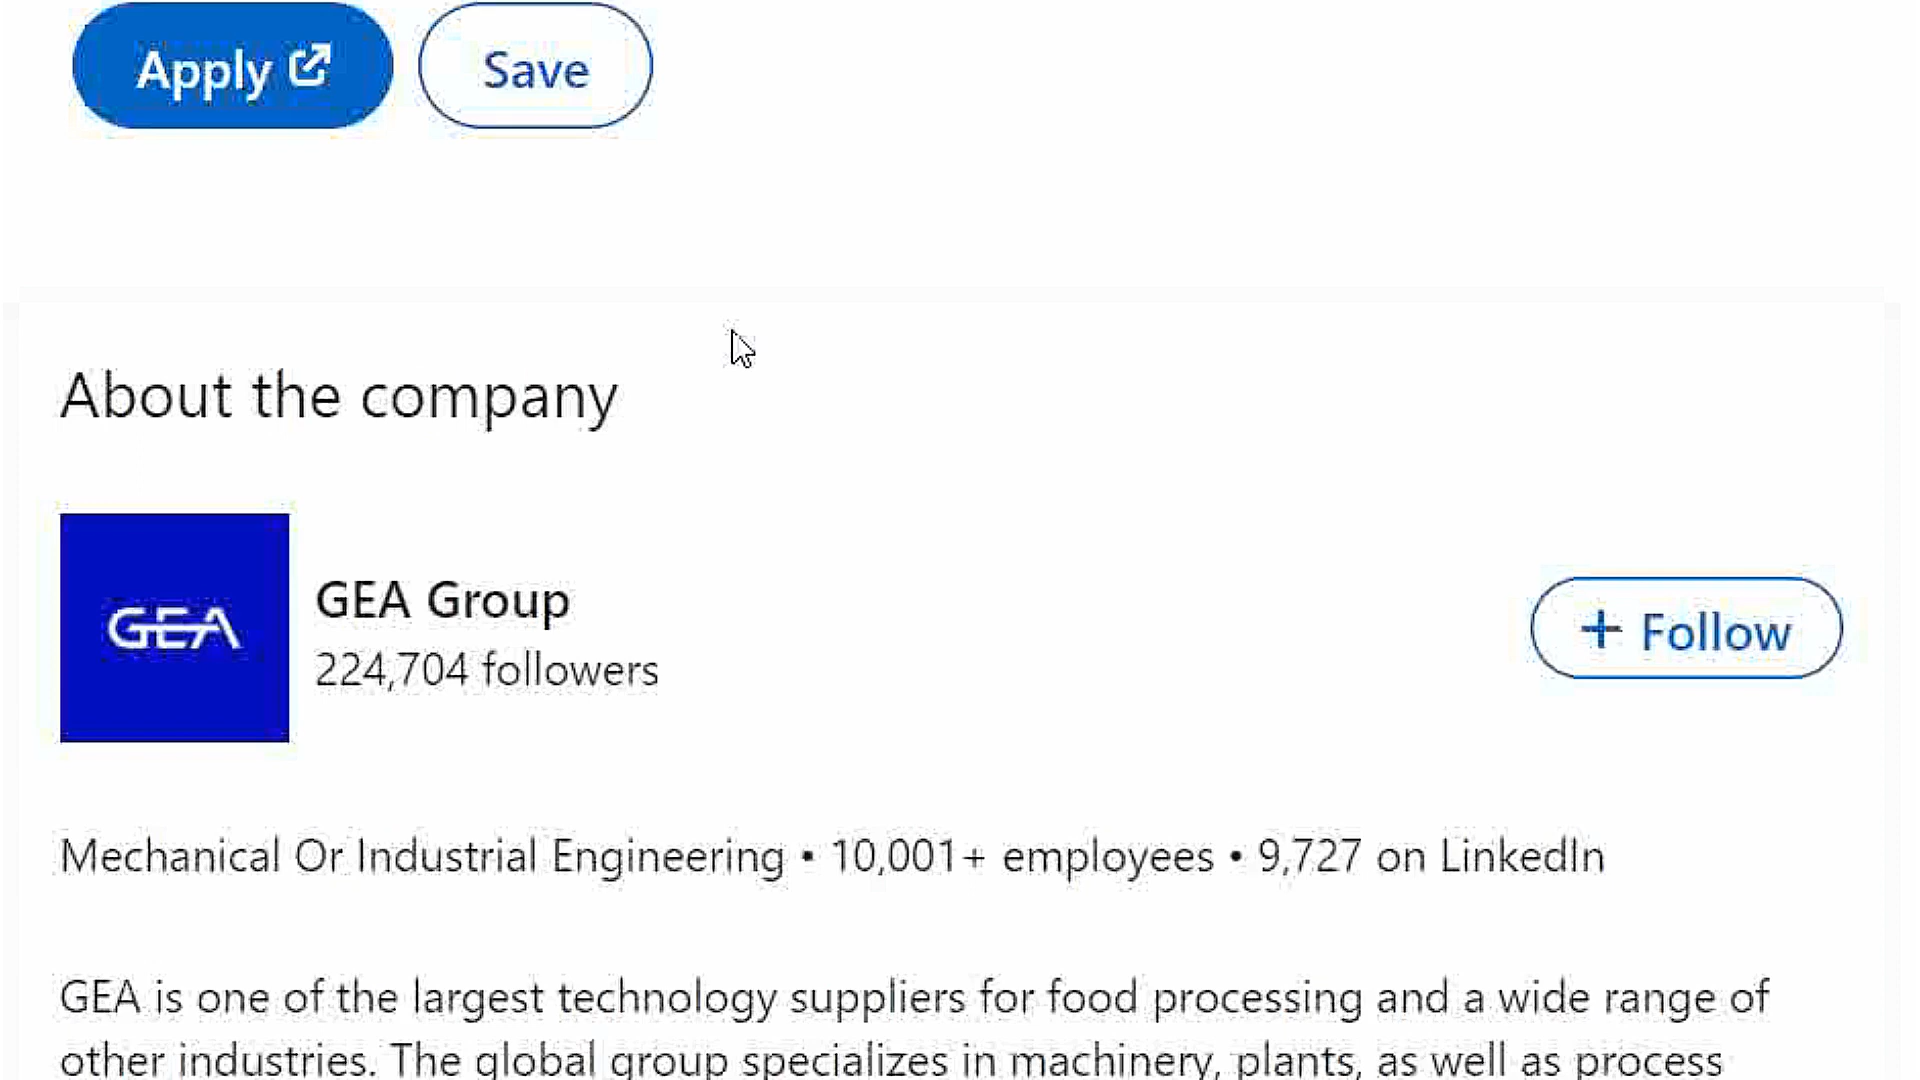 Apply
Save
About the company
GEA
GEA Group
224,704 followers
+ Follow
Mechanical Or Industrial Engineering • 10,001+ employees • 9,727 on LinkedIn
GEA is one of the largest technology suppliers for food processing and a wide range of
other industries. The global group specializes in machinery, plants, as well as process